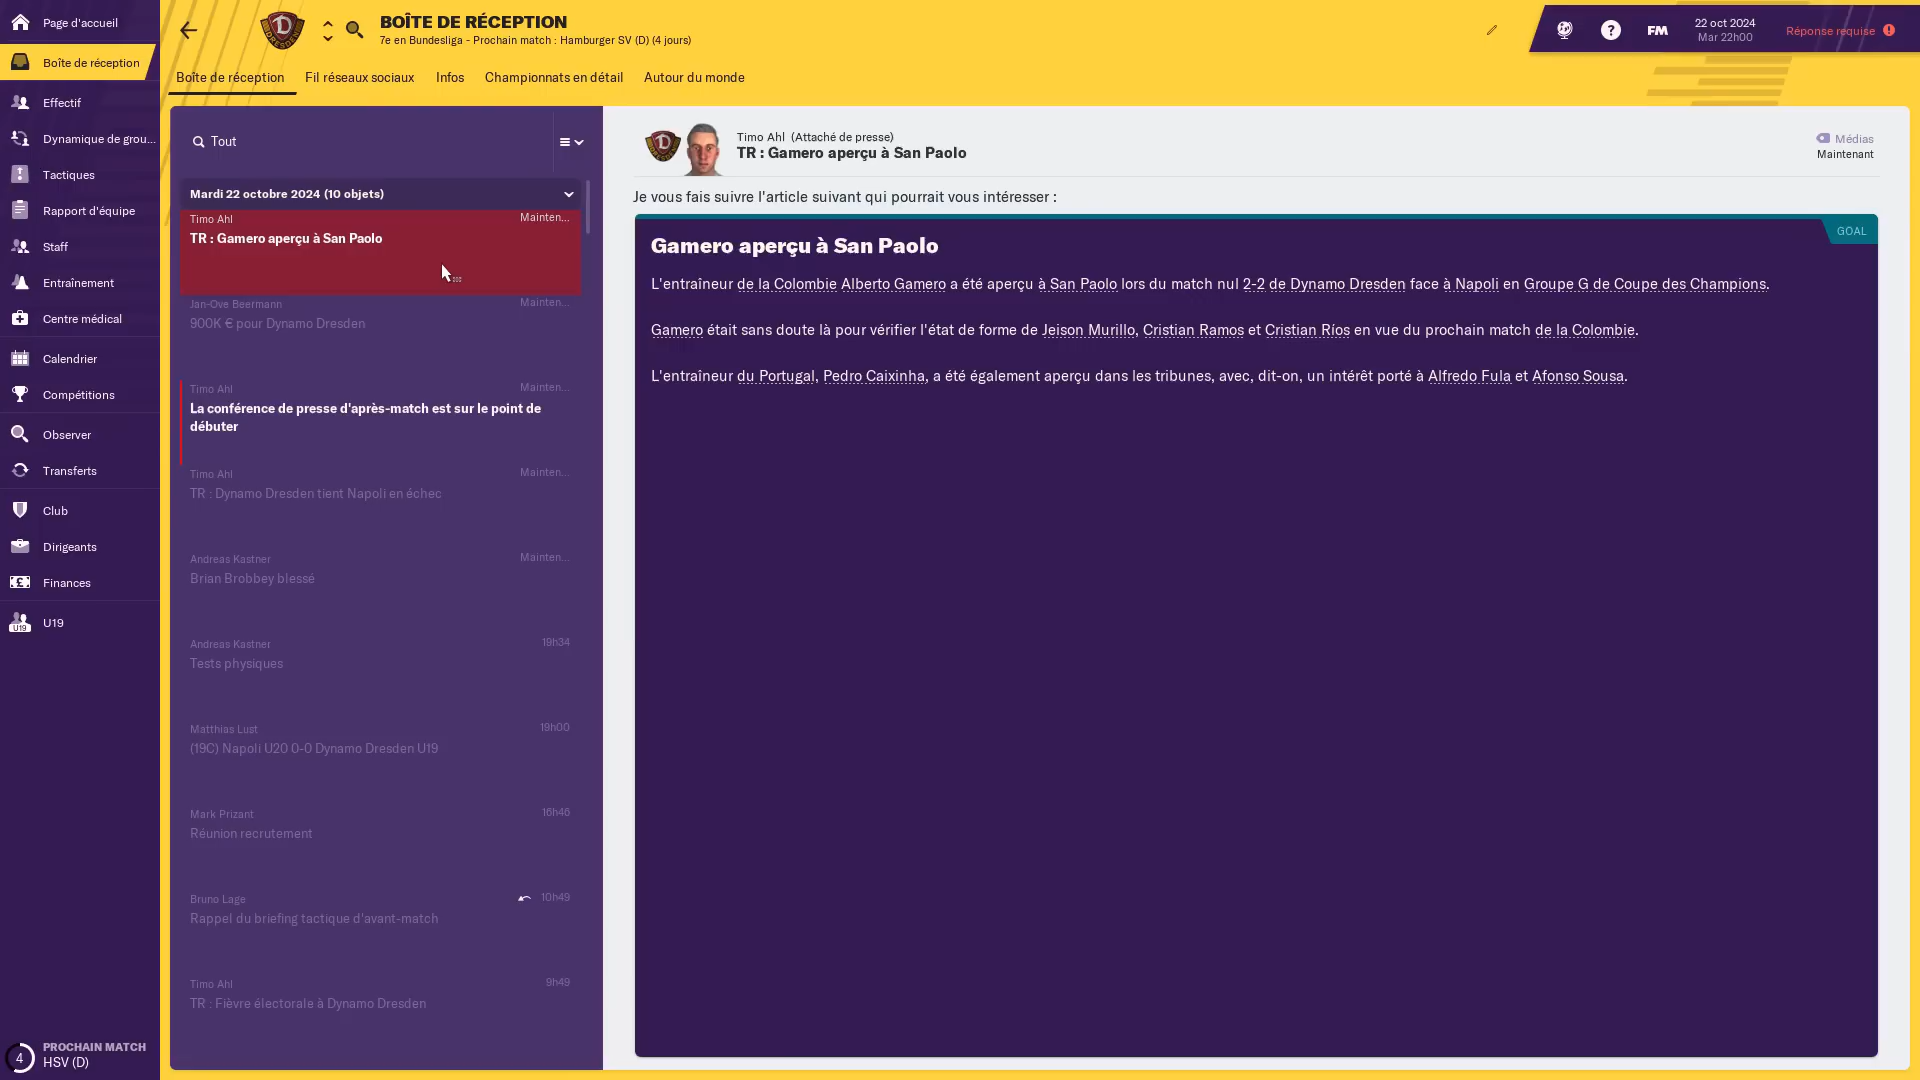 Page d'accueil
Boîte de réception
Effectif
Dynamique de grou...
Tactiques
Rapport d'équipe
Staff
Entraînement
Centre médical
Calendrier
Compétitions
Observer
Transferts
Club
Dirigeants
Finances
U19
U19
4
PROCHAIN MATCH
HSV (D)
BOÎTE DE RÉCEPTION
7e en Bundesliga - Prochain match : Hamburger SV (D) (4 jours)
?
FM
22 oct 2024
Mar 22h00
Réponse requise
Boîte de réception
Fil réseaux sociaux
Infos
Championnats en détail
Autour du monde
Tout
Mardi 22 octobre 2024 (10 objets)
Timo Ahl
Mainten...
TR : Gamero aperçu à San Paolo
Jan-Ove Beermann
Mainten...
900K € pour Dynamo Dresden
Timo Ahl
Mainten...
La conférence de presse d'après-match est sur le point de
débuter
Timo Ahl
Mainten...
TR : Dynamo Dresden tient Napoli en échec
Andreas Kastner
Mainten...
Brian Brobbey blessé
Andreas Kastner
19h34
Tests physiques
Matthias Lust
19h00
(19C) Napoli U20 0-0 Dynamo Dresden U19
Mark Prizant
16h46
Réunion recrutement
Bruno Lage
10h49
Rappel du briefing tactique d'avant-match
Timo Ahl
9h49
TR : Fièvre électorale à Dynamo Dresden
Timo Ahl (Attaché de presse)
TR : Gamero aperçu à San Paolo
Médias
Maintenant
Je vous fais suivre l'article suivant qui pourrait vous intéresser :
GOAL
Gamero aperçu à San Paolo
L'entraîneur de la Colombie Alberto Gamero a été aperçu à San Paolo lors du match nul 2-2 de Dynamo Dresden face à Napoli en Groupe G de Coupe des Champions.
Gamero était sans doute là pour vérifier l'état de forme de Jeison Murillo, Cristian Ramos et Cristian Ríos en vue du prochain match de la Colombie.
L'entraîneur du Portugal, Pedro Caixinha, a été également aperçu dans les tribunes, avec, dit-on, un intérêt porté à Alfredo Fula et Afonso Sousa.